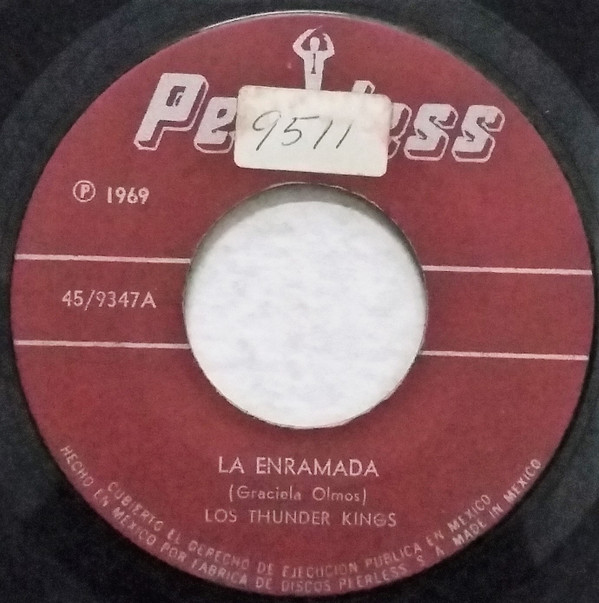 Peerless
9511
℗ 1969
45/9347A
LA ENRAMADA
(Graciela Olmos)
LOS THUNDER KINGS
CUBIERTO EL DERECHO DE EJECUCION PUBLICA EN MEXICO
HECHO EN MEXICO POR FABRICA DE DISCOS PEERLESS S. A. MADE IN MEXICO